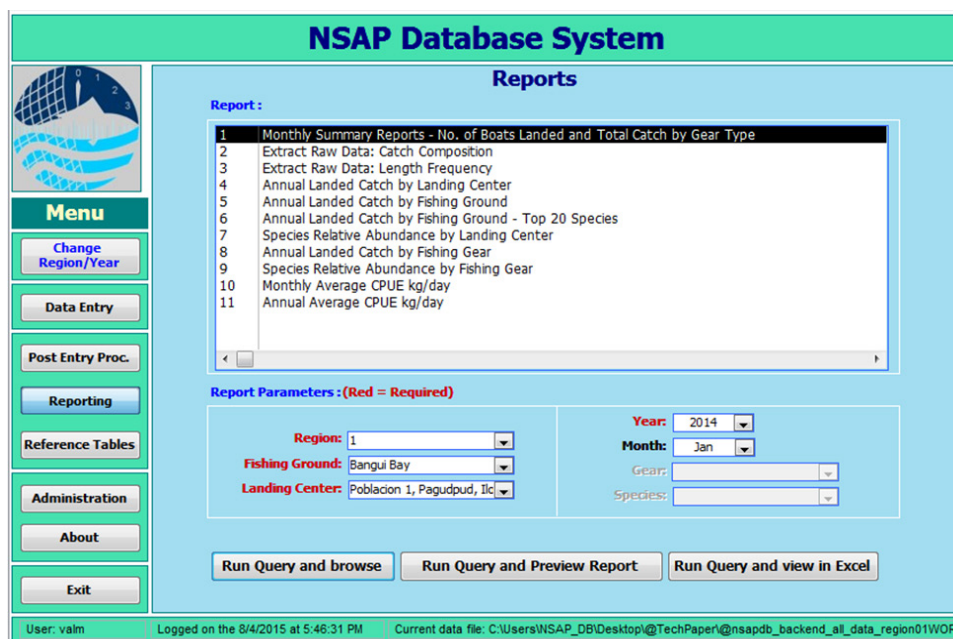 NSAP Database System
0 1 2 3
Menu
Change
Region/Year
Data Entry
Post Entry Proc.
Reporting
Reference Tables
Administration
About
Exit
Reports
Report :
1 Monthly Summary Reports - No. of Boats Landed and Total Catch by Gear Type
2 Extract Raw Data: Catch Composition
3 Extract Raw Data: Length Frequency
4 Annual Landed Catch by Landing Center
5 Annual Landed Catch by Fishing Ground
6 Annual Landed Catch by Fishing Ground - Top 20 Species
7 Species Relative Abundance by Landing Center
8 Annual Landed Catch by Fishing Gear
9 Species Relative Abundance by Fishing Gear
10 Monthly Average CPUE kg/day
11 Annual Average CPUE kg/day
Report Parameters :(Red = Required)
Region: 1
Fishing Ground: Bangui Bay
Landing Center: Poblacion 1, Pagudpud, Ilc
Year: 2014
Month: Jan
Gear:
Species:
Run Query and browse Run Query and Preview Report Run Query and view in Excel
User: valm Logged on the 8/4/2015 at 5:46:31 PM Current data file: C:\Users\NSAP_DB\Desktop\@TechPaper\@nsapdb_backend_all_data_region01WOR